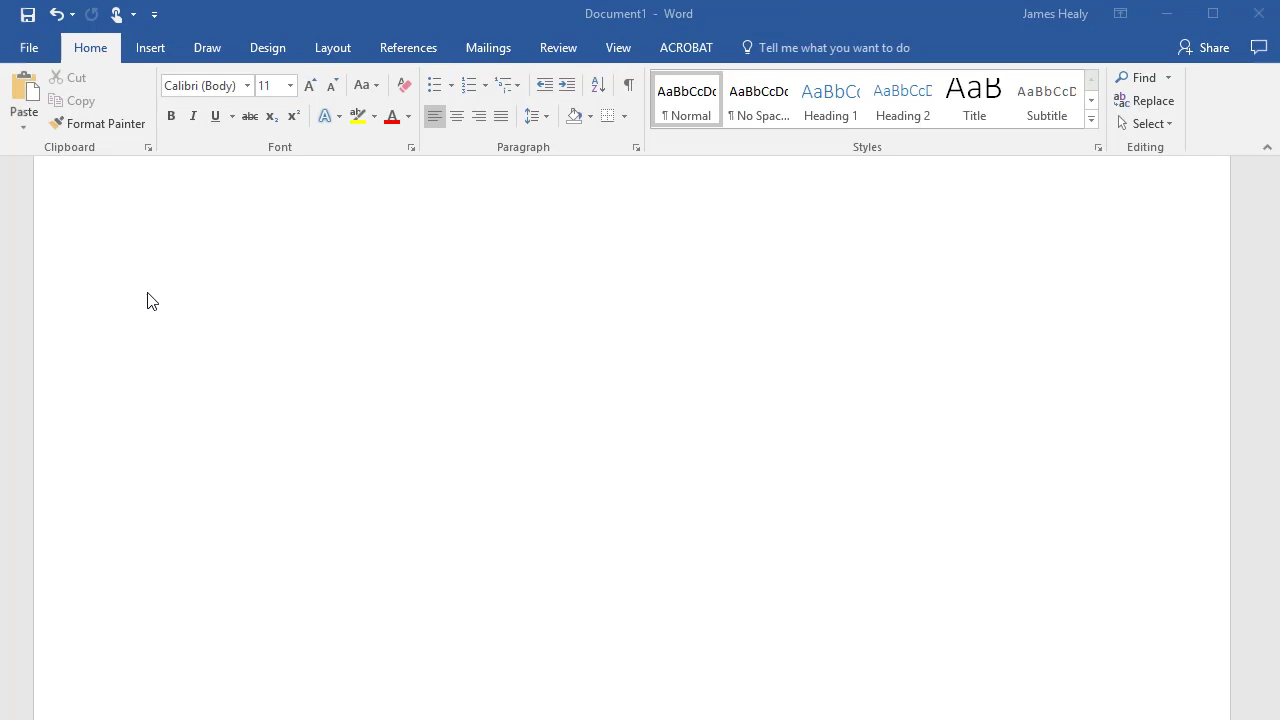 Document1 - Word
James Healy
File Home Insert Draw Design Layout References Mailings Review View ACROBAT Tell me what you want to do Share
Paste
Cut
Copy
Format Painter
Clipboard
Calibri (Body) 11 Aa
B I U abc x₂ x² A A
Font
A Z ¶
Paragraph
AaBbCcDc AaBbCcDc AaBbCc AaBbCcD AaB AaBbCcD
¶ Normal ¶ No Spac... Heading 1 Heading 2 Title Subtitle
Styles
Find
Replace
Select
Editing